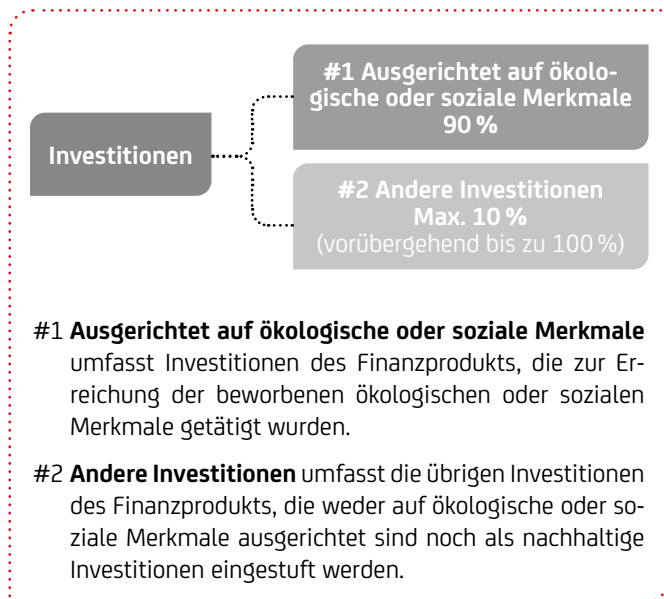 #1 Ausgerichtet auf ökolo-
gische oder soziale Merkmale
90 %
Investitionen
#2 Andere Investitionen
Max. 10 %
(vorübergehend bis zu 100 %)
#1 Ausgerichtet auf ökologische oder soziale Merkmale
umfasst Investitionen des Finanzprodukts, die zur Er-
reichung der beworbenen ökologischen oder sozialen
Merkmale getätigt wurden.
#2 Andere Investitionen umfasst die übrigen Investitionen
des Finanzprodukts, die weder auf ökologische oder so-
ziale Merkmale ausgerichtet sind noch als nachhaltige
Investitionen eingestuft werden.